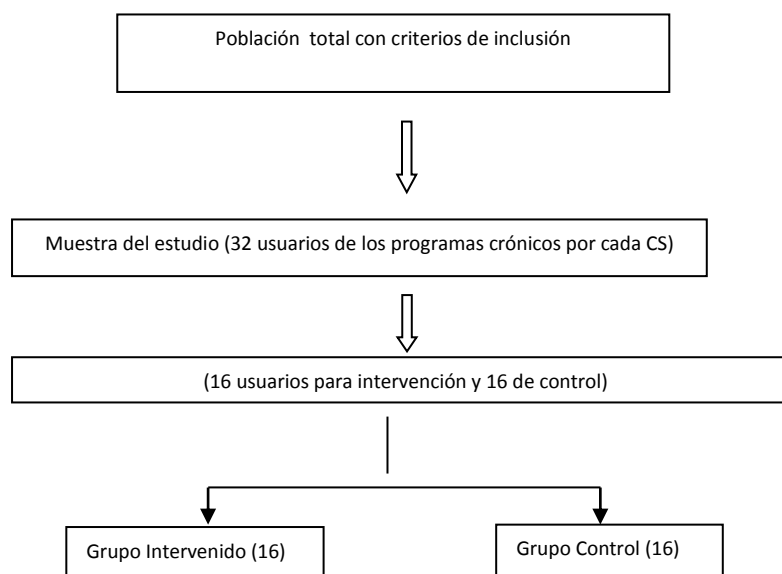 Población total con criterios de inclusión
Muestra del estudio (32 usuarios de los programas crónicos por cada CS)
(16 usuarios para intervención y 16 de control)
Grupo Intervenido (16)
Grupo Control (16)